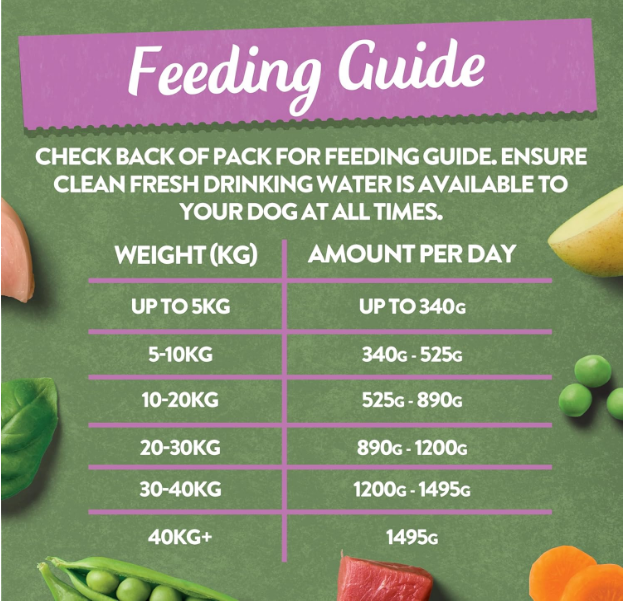 Feeding Guide
CHECK BACK OF PACK FOR FEEDING GUIDE. ENSURE
CLEAN FRESH DRINKING WATER IS AVAILABLE TO
YOUR DOG AT ALL TIMES.
WEIGHT (KG) AMOUNT PER DAY
UP TO 5KG UP TO 340G
5-10KG 340G - 525G
10-20KG 525G - 890G
20-30KG 890G - 1200G
30-40KG 1200G - 1495G
40KG+ 1495G